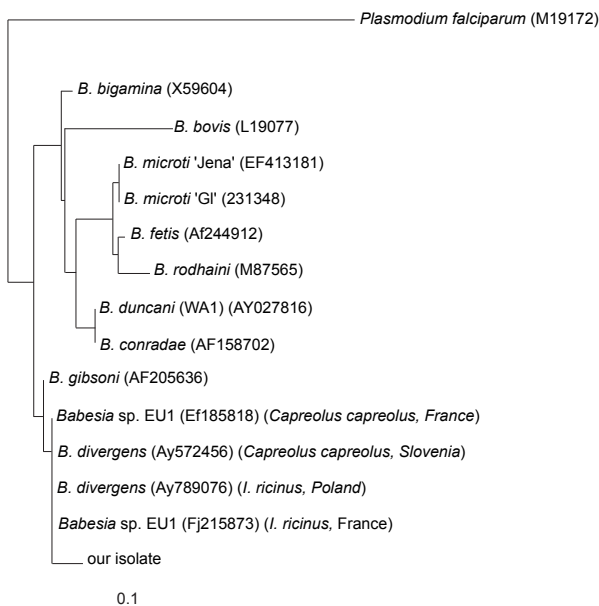 Plasmodium falciparum (M19172)
B. bigamina (X59604)
B. bovis (L19077)
B. microti 'Jena' (EF413181)
B. microti 'Gl' (231348)
B. fetis (Af244912)
B. rodhaini (M87565)
B. duncani (WA1) (AY027816)
B. conradae (AF158702)
B. gibsoni (AF205636)
Babesia sp. EU1 (Ef185818) (Capreolus capreolus, France)
B. divergens (Ay572456) (Capreolus capreolus, Slovenia)
B. divergens (Ay789076) (I. ricinus, Poland)
Babesia sp. EU1 (Fj215873) (I. ricinus, France)
our isolate
0.1